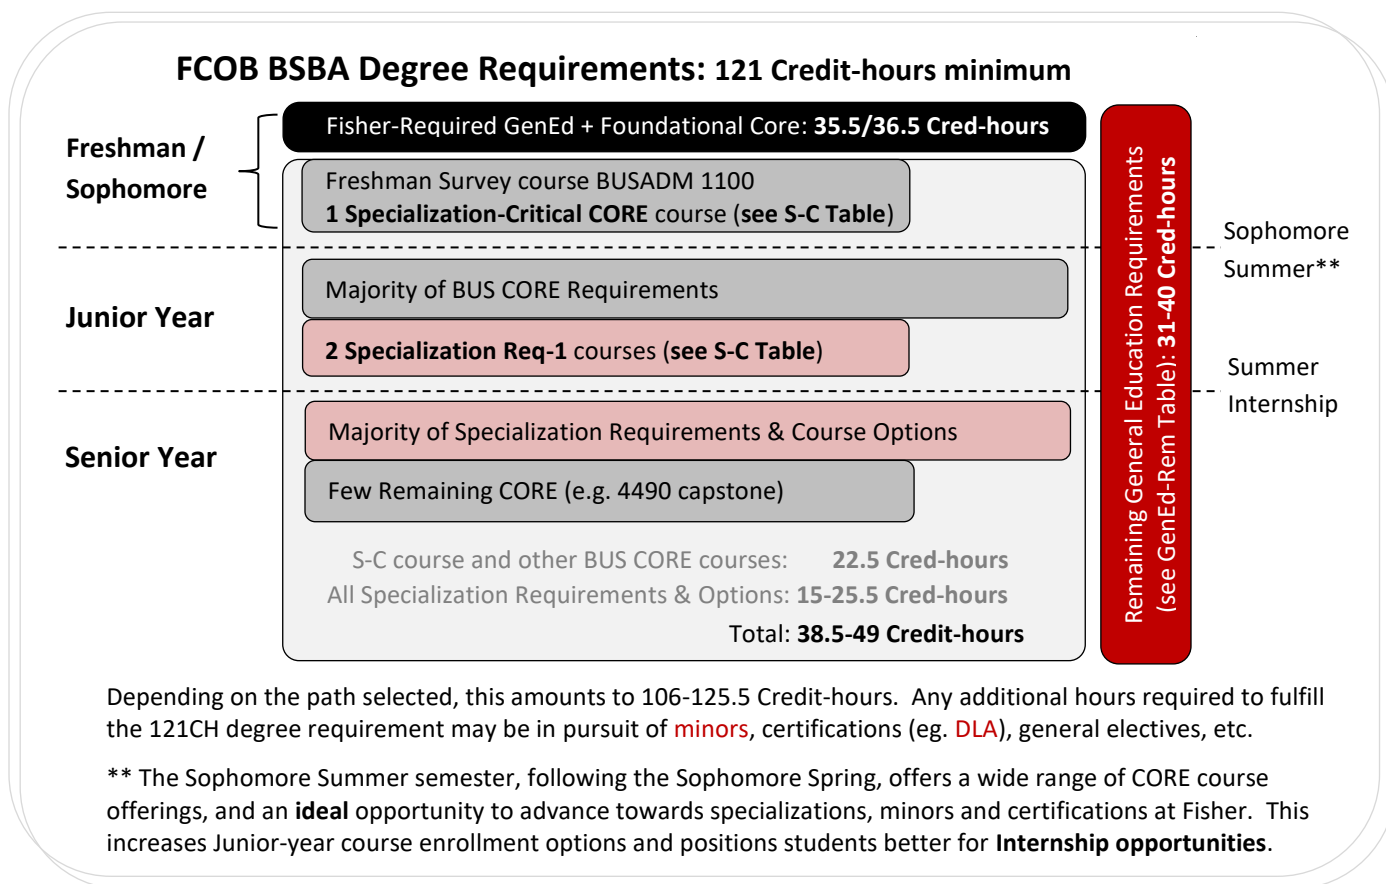 FCOB BSBA Degree Requirements: 121 Credit-hours minimum
Freshman /
Sophomore
Fisher-Required GenEd + Foundational Core: 35.5/36.5 Cred-hours
Freshman Survey course BUSADM 1100
1 Specialization-Critical CORE course (see S-C Table)
Sophomore
Summer**
Junior Year
Majority of BUS CORE Requirements
2 Specialization Req-1 courses (see S-C Table)
Summer
Internship
Senior Year
Majority of Specialization Requirements & Course Options
Few Remaining CORE (e.g. 4490 capstone)
S-C course and other BUS CORE courses: 22.5 Cred-hours
All Specialization Requirements & Options: 15-25.5 Cred-hours
Total: 38.5-49 Credit-hours
Remaining General Education Requirements
(see GenEd-Rem Table): 31-40 Cred-hours
Depending on the path selected, this amounts to 106-125.5 Credit-hours. Any additional hours required to fulfill
the 121CH degree requirement may be in pursuit of minors, certifications (eg. DLA), general electives, etc.
** The Sophomore Summer semester, following the Sophomore Spring, offers a wide range of CORE course
offerings, and an ideal opportunity to advance towards specializations, minors and certifications at Fisher. This
increases Junior-year course enrollment options and positions students better for Internship opportunities.